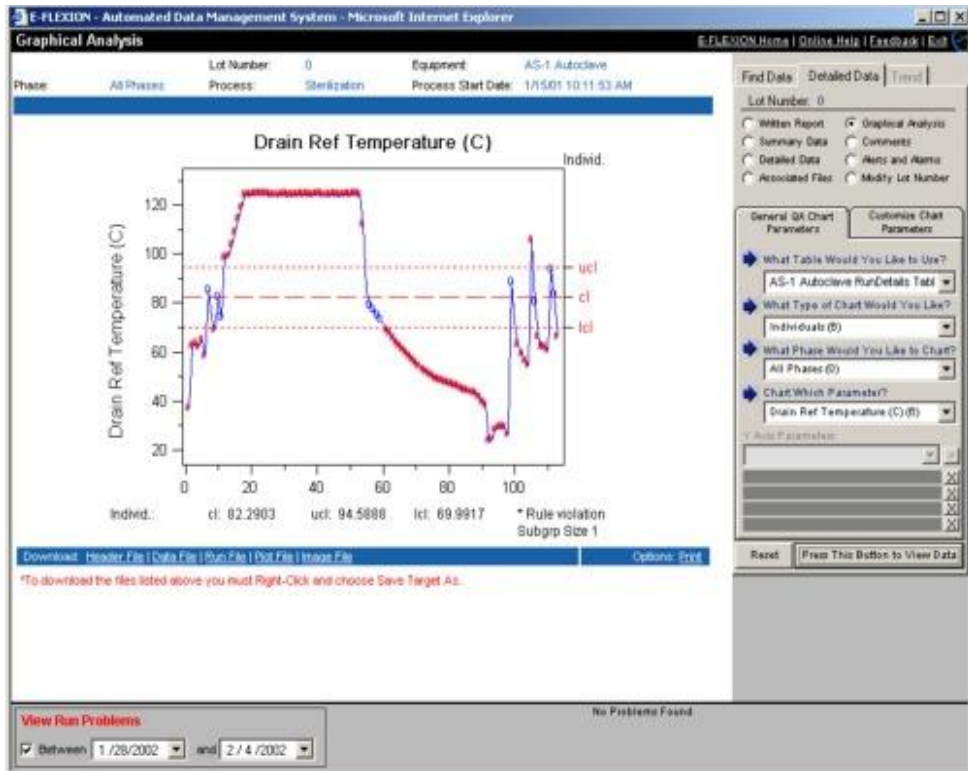 E-FLEXION - Automated Data Management System - Microsoft Internet Explorer
Graphical Analysis
E-FLEXION Home | Online Help | Feedback | Exit
Lot Number: 0 Equipment: AS-1 Autoclave
Phase: All Phases Process: Sterilization Process Start Date: 1/15/01 10:11:53 AM
Drain Ref Temperature (C)
Individ.
Drain Ref Temperature (C)
120
100
80
60
40
20
ucl
cl
lcl
0 20 40 60 80 100
Individ.: cl: 82.2903 ucl: 94.5888 lcl: 69.9917 * Rule violation
Subgrp Size 1
Download: Header File | Data File | Run File | Plot File | Image File Options: Print
*To download the files listed above you must Right-Click and choose Save Target As.
Find Data Detailed Data Trend
Lot Number: 0
Written Report Graphical Analysis
Summary Data Comments
Detailed Data Alerts and Alarms
Associated Files Modify Lot Number
General QA Chart Parameters
Customize Chart Parameters
What Table Would You Like to Use?
AS-1 Autoclave RunDetails Tabl
What Type of Chart Would You Like?
Individuals (8)
What Phase Would You Like to Chart?
All Phases (0)
Chart Which Parameter?
Drain Ref Temperature (C) (8)
Y Axis Parameters:
X
X
X
X
Reset Press This Button to View Data
No Problems Found
View Run Problems
Between 1 /28/2002 and 2 / 4 /2002